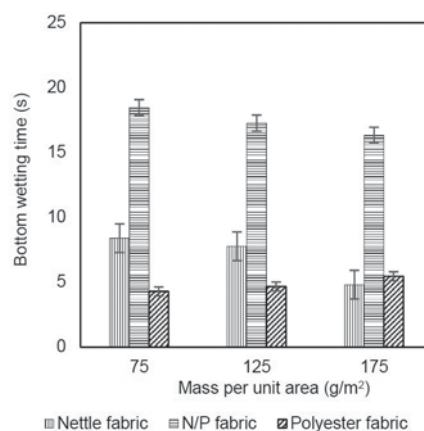 25
20
15
10
5
0
Bottom wetting time (s)
75 125 175
Mass per unit area (g/m²)
Nettle fabric N/P fabric Polyester fabric